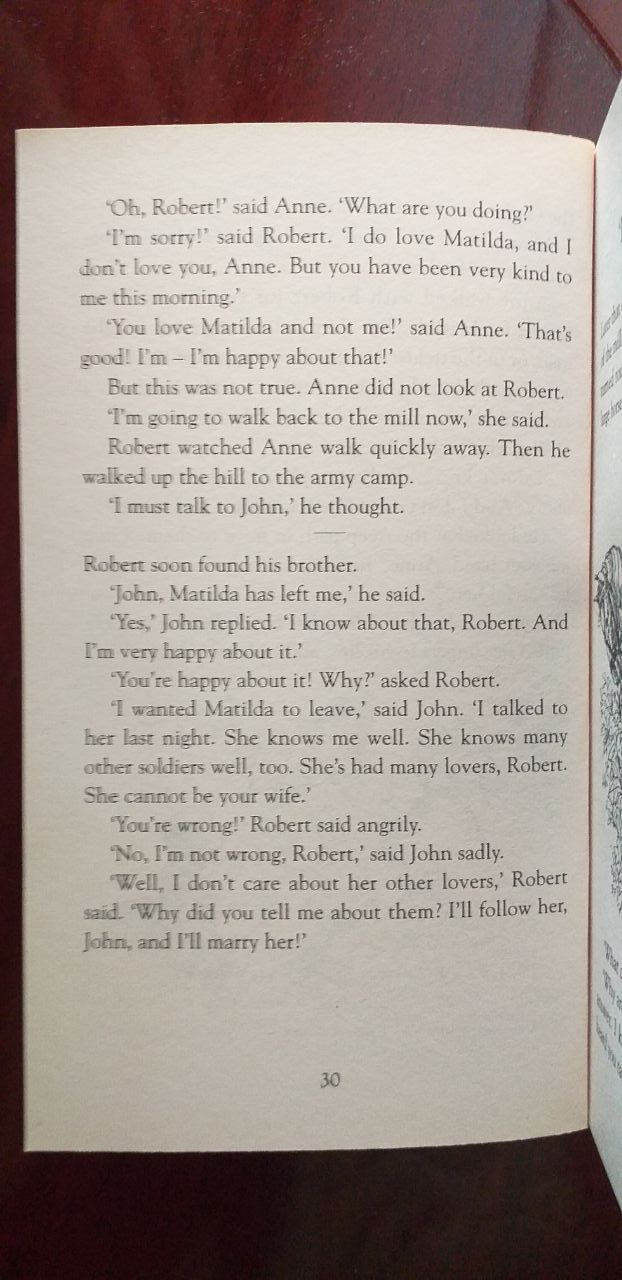 'Oh, Robert!' said Anne. 'What are you doing?'
'I'm sorry!' said Robert. 'I do love Matilda, and I
don't love you, Anne. But you have been very kind to
me this morning.'
'You love Matilda and not me!' said Anne. 'That's
good! I'm – I'm happy about that!'
But this was not true. Anne did not look at Robert.
'I'm going to walk back to the mill now,' she said.
Robert watched Anne walk quickly away. Then he
walked up the hill to the army camp.
'I must talk to John,' he thought.
Robert soon found his brother.
'John, Matilda has left me,' he said.
'Yes,' John replied. 'I know about that, Robert. And
I'm very happy about it.'
'You're happy about it! Why?' asked Robert.
'I wanted Matilda to leave,' said John. 'I talked to
her last night. She knows me well. She knows many
other soldiers well, too. She's had many lovers, Robert.
She cannot be your wife.'
'You're wrong!' Robert said angrily.
'No, I'm not wrong, Robert,' said John sadly.
'Well, I don't care about her other lovers,' Robert
said. 'Why did you tell me about them? I'll follow her,
John, and I'll marry her!'
30